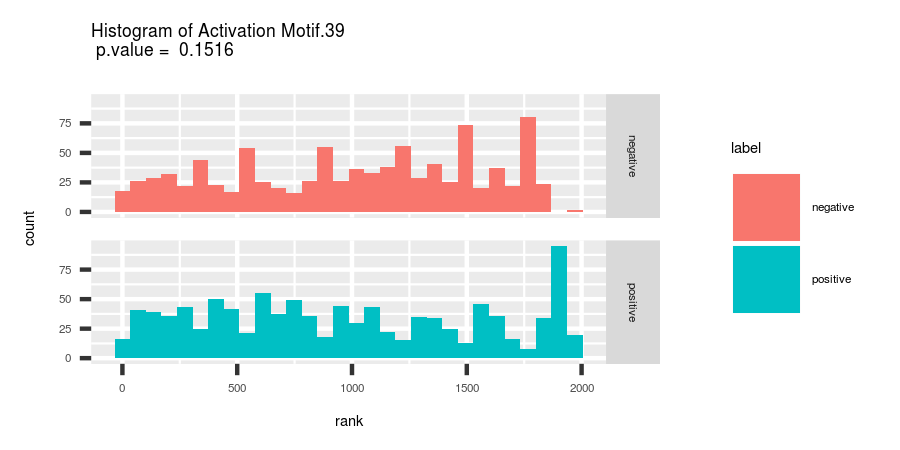 Histogram of Activation Motif.39
p.value = 0.1516
count
75
50
25
0
negative
75
50
25
0
positive
0 500 1000 1500 2000
rank
label
negative
positive